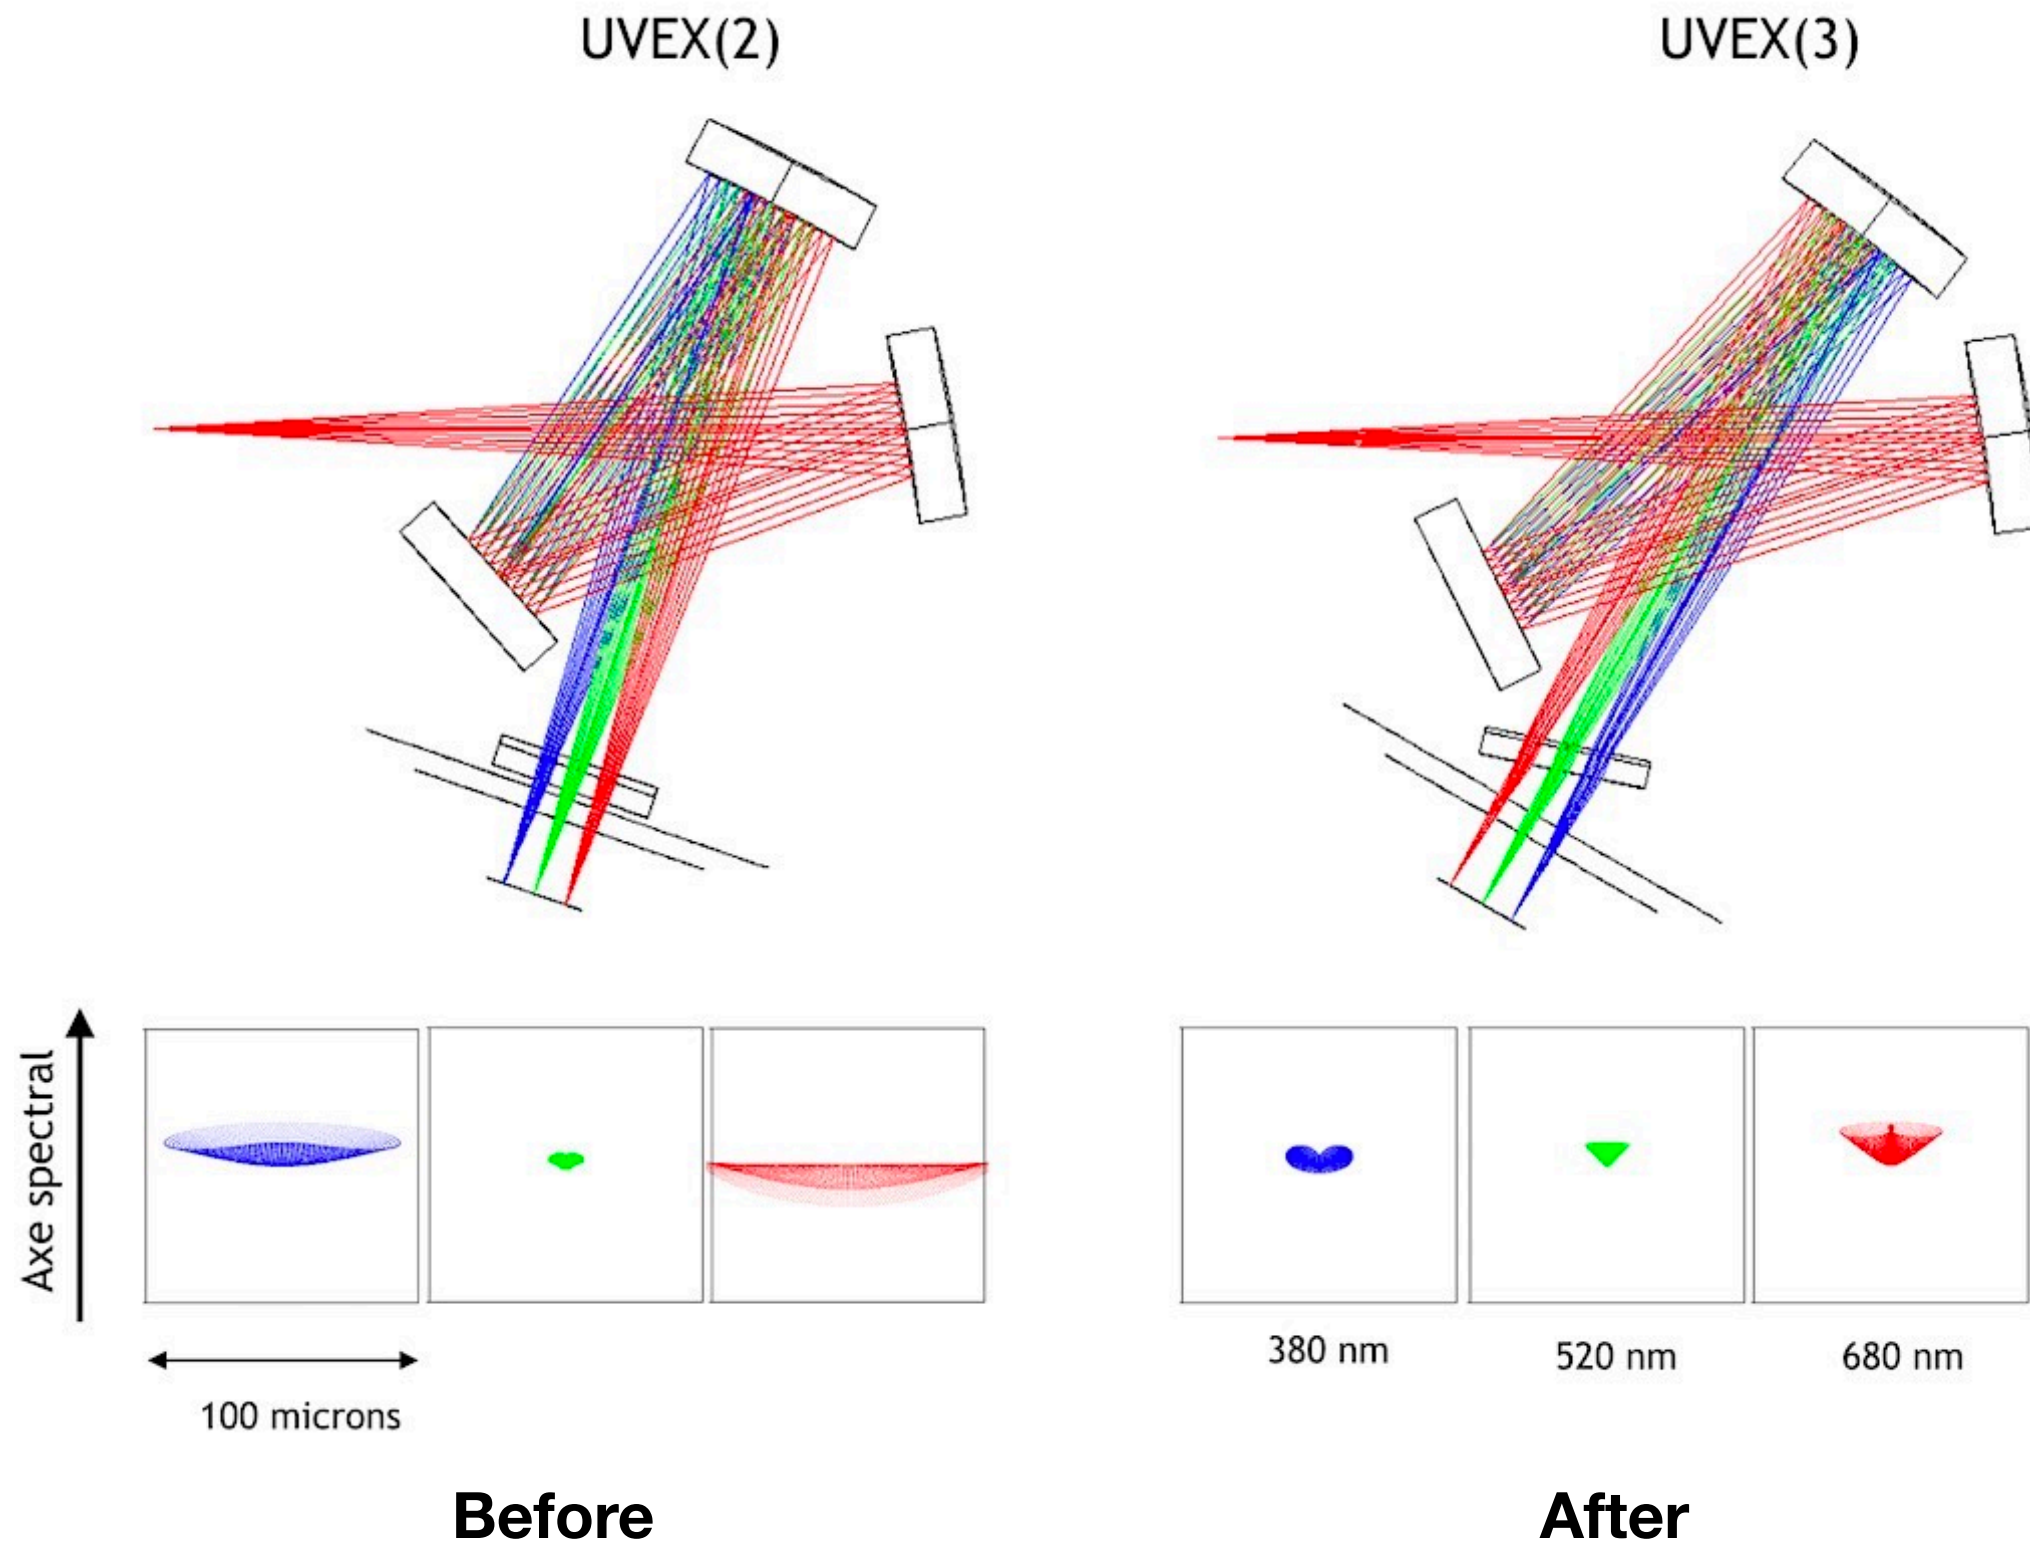 UVEX(2)
UVEX(3)
Axe spectral
380 nm
520 nm
680 nm
100 microns
Before
After